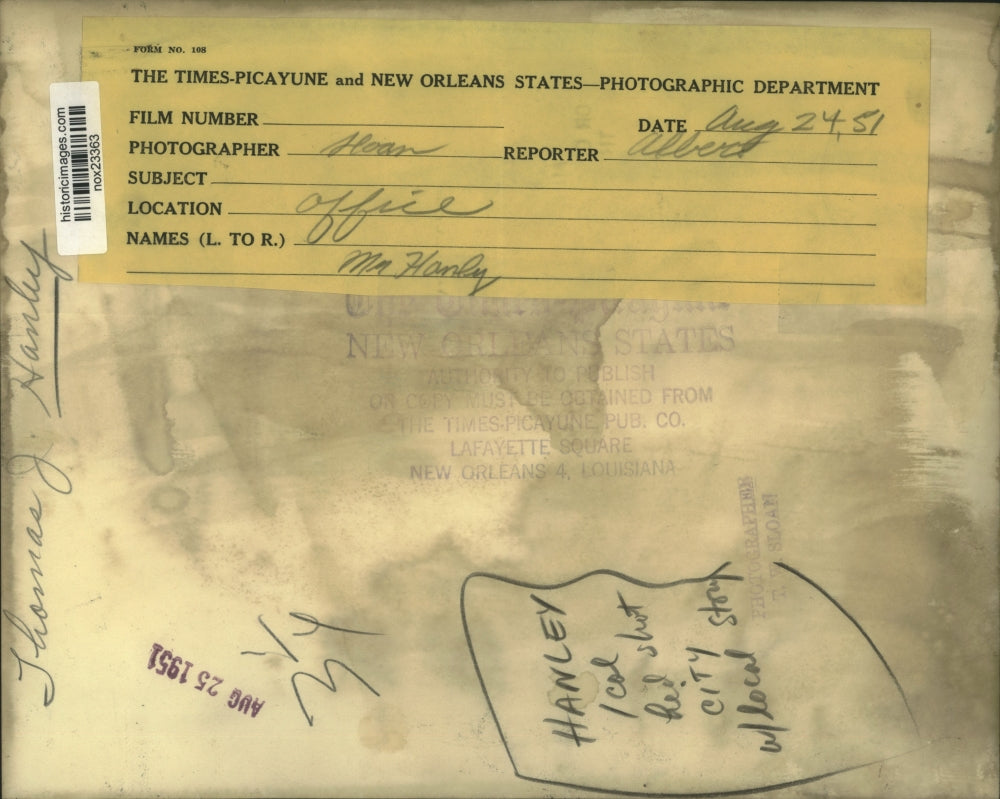 FORM NO. 108
THE TIMES-PICAYUNE and NEW ORLEANS STATES—PHOTOGRAPHIC DEPARTMENT
FILM NUMBER
DATE Aug 24, 51
PHOTOGRAPHER Sloan
REPORTER Albert
SUBJECT
LOCATION office
NAMES (L. TO R.)
Mr Hanly
historicimages.com
nox23363
Thomas J. Hanley
NEW ORLEANS STATES
AUTHORITY TO PUBLISH
ON COPY MUST BE OBTAINED FROM
THE TIMES-PICAYUNE PUB. CO.
LAFAYETTE SQUARE
NEW ORLEANS 4, LOUISIANA
PHOTOGRAPHER
T. V. SLOAN
AUG 25 1951
HANLEY
1 col
hed shot
CITY
w/ local story